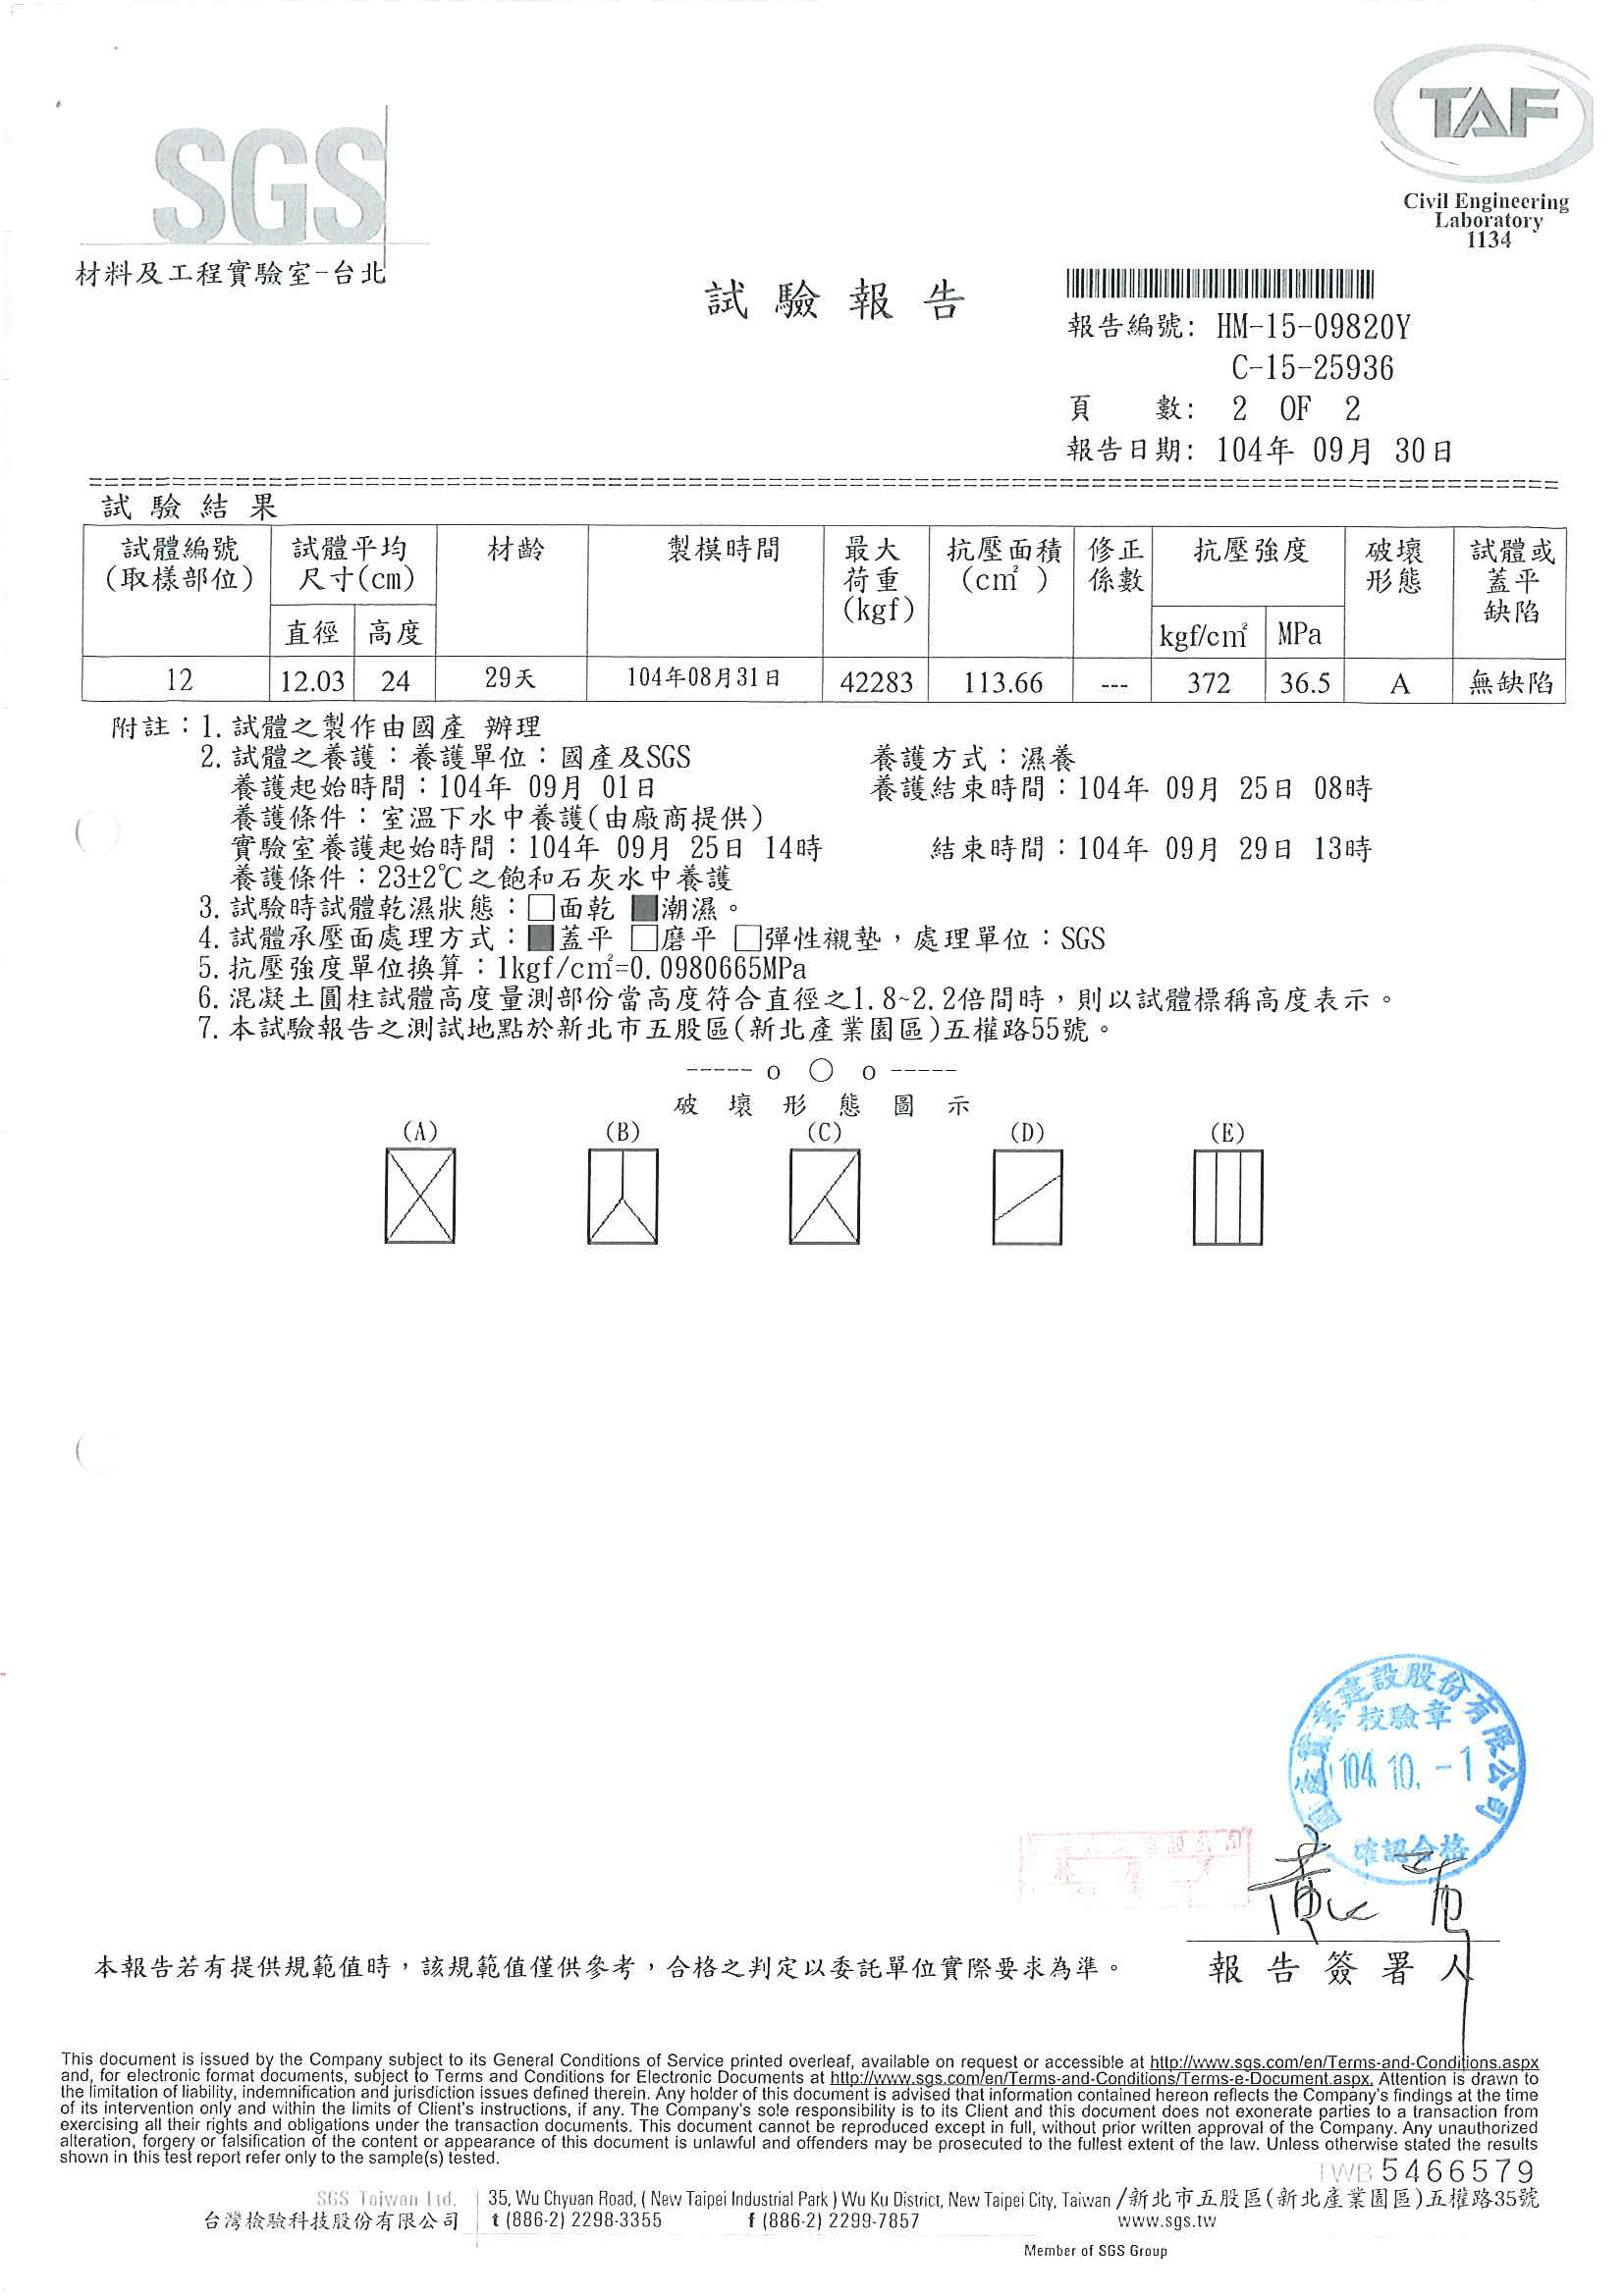 SGS
TAF
Civil Engineering
Laboratory
1134
材料及工程實驗室-台北
試驗報告
報告編號: HM-15-09820Y
C-15-25936
頁 數: 2 OF 2
報告日期: 104年 09月 30日
試驗結果
試體編號 試體平均 材齡 製模時間 最大 抗壓面積 修正 抗壓強度 破壞 試體或
(取樣部位) 尺寸(cm) 荷重 (cm²) 係數 形態 蓋平
(kgf) 缺陷
直徑 高度 kgf/cm² MPa
12 12.03 24 29天 104年08月31日 42283 113.66 --- 372 36.5 A 無缺陷
附註：1.試體之製作由國產 辦理
2.試體之養護：養護單位：國產及SGS 養護方式：濕養
養護起始時間：104年 09月 01日 養護結束時間：104年 09月 25日 08時
養護條件：室溫下水中養護(由廠商提供)
實驗室養護起始時間：104年 09月 25日 14時 結束時間：104年 09月 29日 13時
養護條件：23±2℃之飽和石灰水中養護
3.試驗時試體乾濕狀態：□面乾 ■潮濕。
4.試體承壓面處理方式：■蓋平 □磨平 □彈性襯墊，處理單位：SGS
5.抗壓強度單位換算：1kgf/cm²=0.0980665MPa
6.混凝土圓柱試體高度量測部份當高度符合直徑之1.8~2.2倍間時，則以試體標稱高度表示。
7.本試驗報告之測試地點於新北市五股區(新北產業園區)五權路55號。
----- o ○ o -----
破壞形態圖示
(A) (B) (C) (D) (E)
國產實業建設股份有限公司
校驗章
104. 10. -1
確認合格
本報告若有提供規範值時，該規範值僅供參考，合格之判定以委託單位實際要求為準。
報告簽署人
This document is issued by the Company subject to its General Conditions of Service printed overleaf, available on request or accessible at http://www.sgs.com/en/Terms-and-Conditions.aspx
and, for electronic format documents, subject to Terms and Conditions for Electronic Documents at http://www.sgs.com/en/Terms-and-Conditions/Terms-e-Document.aspx. Attention is drawn to
the limitation of liability, indemnification and jurisdiction issues defined therein. Any holder of this document is advised that information contained hereon reflects the Company's findings at the time
of its intervention only and within the limits of Client's instructions, if any. The Company's sole responsibility is to its Client and this document does not exonerate parties to a transaction from
exercising all their rights and obligations under the transaction documents. This document cannot be reproduced except in full, without prior written approval of the Company. Any unauthorized
alteration, forgery or falsification of the content or appearance of this document is unlawful and offenders may be prosecuted to the fullest extent of the law. Unless otherwise stated the results
shown in this test report refer only to the sample(s) tested.
TWB 5466579
SGS Taiwan Ltd. 35, Wu Chyuan Road, (New Taipei Industrial Park) Wu Ku District, New Taipei City, Taiwan /新北市五股區(新北產業園區)五權路35號
台灣檢驗科技股份有限公司 t (886-2) 2298-3355 f (886-2) 2299-7857 www.sgs.tw
Member of SGS Group